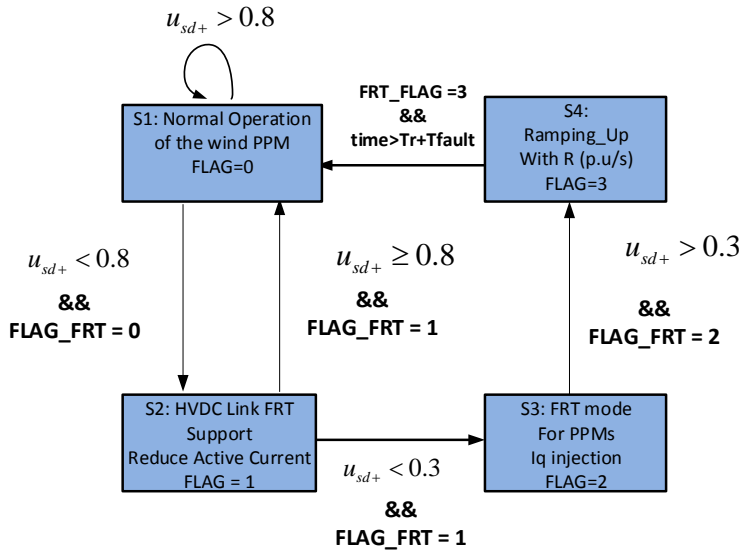 u_sd+ > 0.8
S1: Normal Operation
of the wind PPM
FLAG=0
FRT_FLAG =3
&&
time>Tr+Tfault
S4:
Ramping_Up
With R (p.u/s)
FLAG=3
u_sd+ < 0.8
&&
FLAG_FRT = 0
u_sd+ ≥ 0.8
&&
FLAG_FRT = 1
u_sd+ > 0.3
&&
FLAG_FRT = 2
S2: HVDC Link FRT
Support
Reduce Active Current
FLAG = 1
u_sd+ < 0.3
&&
FLAG_FRT = 1
S3: FRT mode
For PPMs
Iq injection
FLAG=2